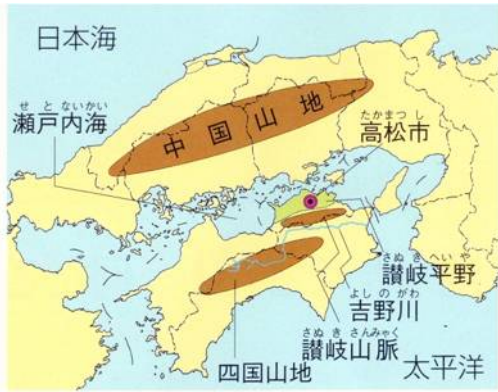 日本海
せとないかい
瀬戸内海
中国山地
たかまつし
高松市
さぬきへいや
讃岐平野
よしのがわ
吉野川
さぬきさんみゃく
讃岐山脈
四国山地
太平洋